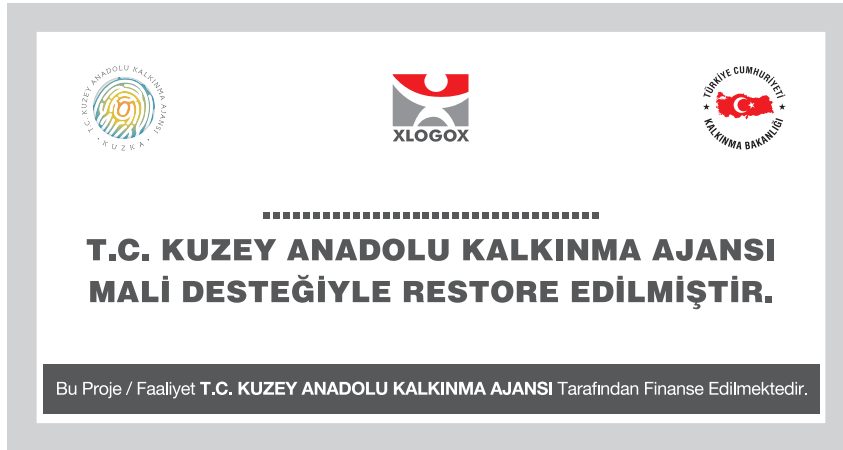 T.C. KUZEY ANADOLU KALKINMA AJANSI
• KUZKA •
XLOGOX
TÜRKİYE CUMHURİYETİ
KALKINMA BAKANLIĞI
T.C. KUZEY ANADOLU KALKINMA AJANSI
MALİ DESTEĞİYLE RESTORE EDİLMİŞTİR.
Bu Proje / Faaliyet T.C. KUZEY ANADOLU KALKINMA AJANSI Tarafından Finanse Edilmektedir.